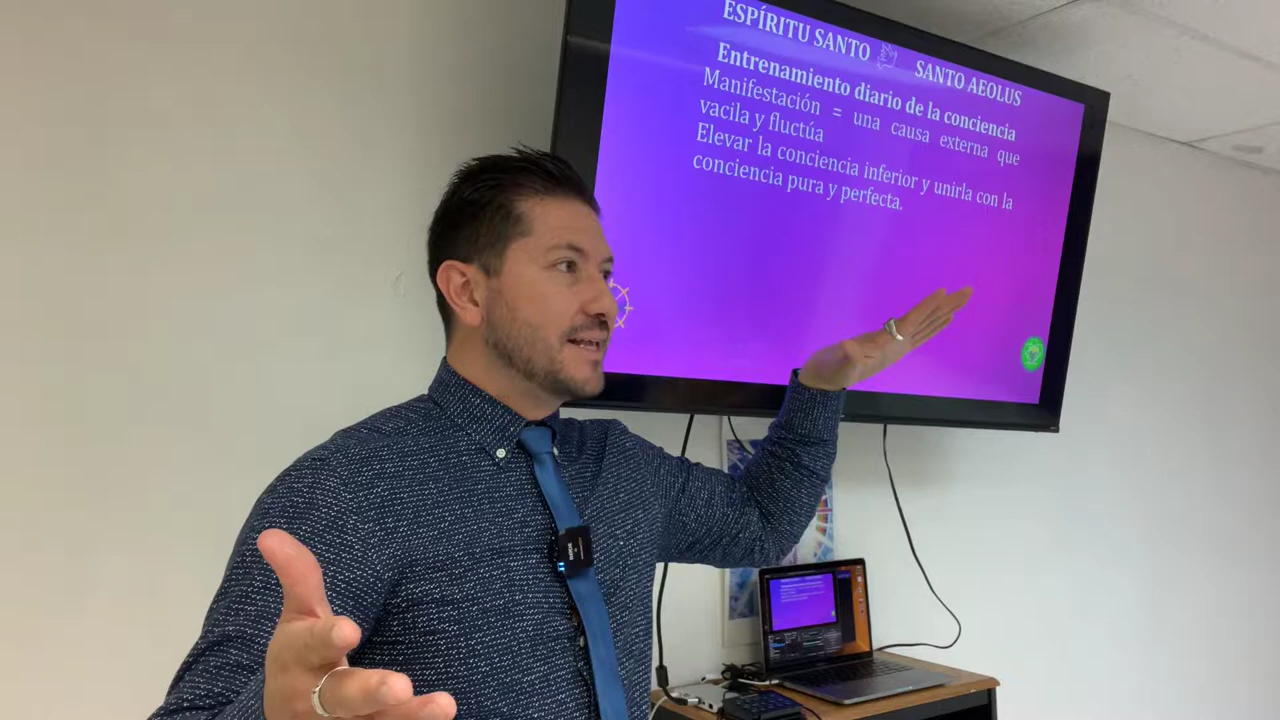 ESPÍRITU SANTO SANTO AEOLUS
Entrenamiento diario de la conciencia
Manifestación = una causa externa que
vacila y fluctúa
Elevar la conciencia inferior y unirla con la
conciencia pura y perfecta.
RØDE